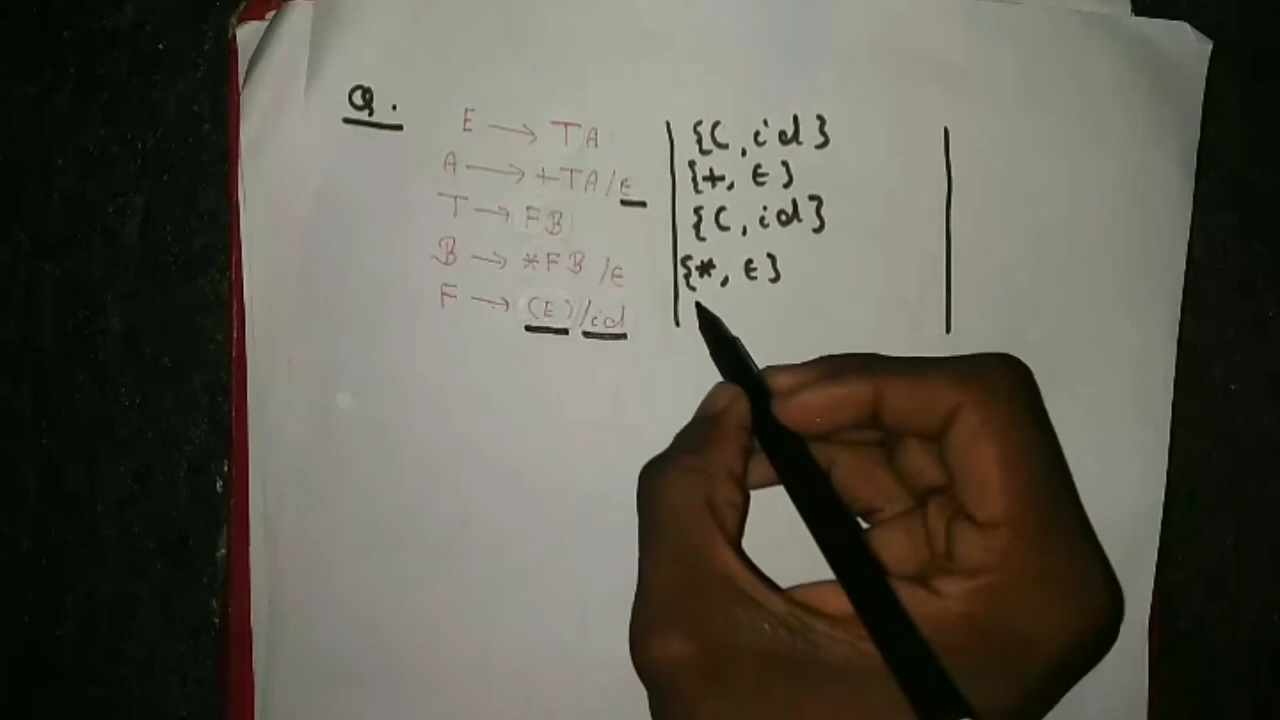 Q.
E → TA {(, id}
A → +TA/ε {+, ε}
T → FB {(, id}
B → *FB/ε {*, ε}
F → (E)/id